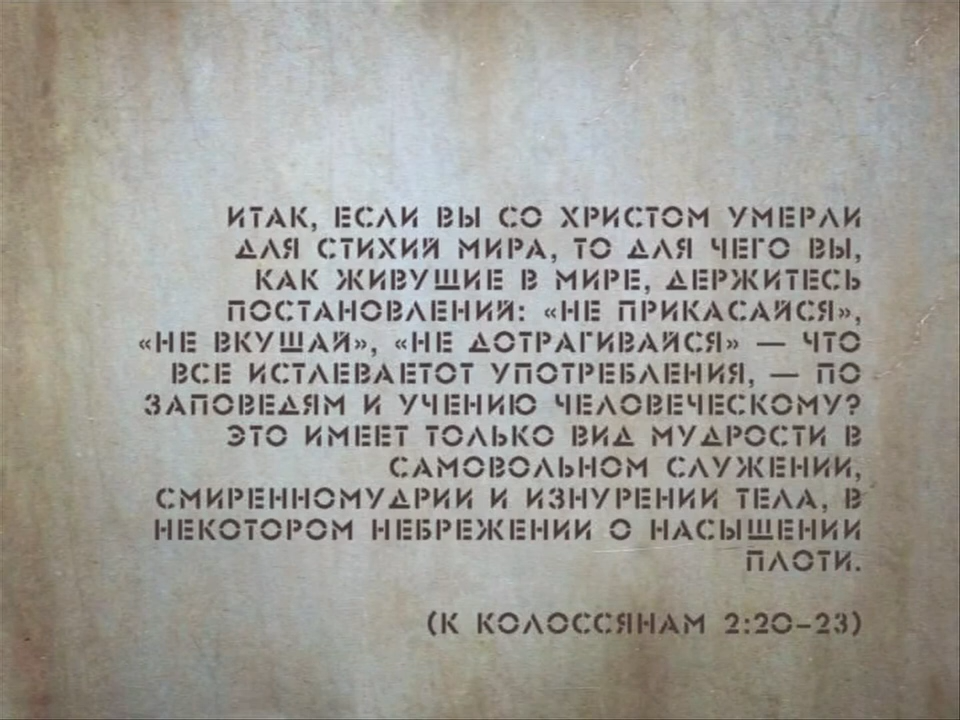 ИТАК, ЕСЛИ ВЫ СО ХРИСТОМ УМЕРЛИ
ДЛЯ СТИХИЙ МИРА, ТО ДЛЯ ЧЕГО ВЫ,
КАК ЖИВУЩИЕ В МИРЕ, ДЕРЖИТЕСЬ
ПОСТАНОВЛЕНИЙ: «НЕ ПРИКАСАЙСЯ»,
«НЕ ВКУШАЙ», «НЕ ДОТРАГИВАЙСЯ» — ЧТО
ВСЕ ИСТЛЕВАЕТОТ УПОТРЕБЛЕНИЯ, — ПО
ЗАПОВЕДЯМ И УЧЕНИЮ ЧЕЛОВЕЧЕСКОМУ?
ЭТО ИМЕЕТ ТОЛЬКО ВИД МУДРОСТИ В
САМОВОЛЬНОМ СЛУЖЕНИИ,
СМИРЕННОМУДРИИ И ИЗНУРЕНИИ ТЕЛА, В
НЕКОТОРОМ НЕБРЕЖЕНИИ О НАСЫЩЕНИИ
ПЛОТИ.
(К КОЛОССЯНАМ 2:20–23)